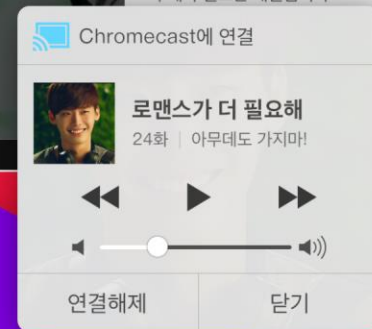 Chromecast에 연결
로맨스가 더 필요해
24화 | 아무데도 가지마!
연결해제
닫기